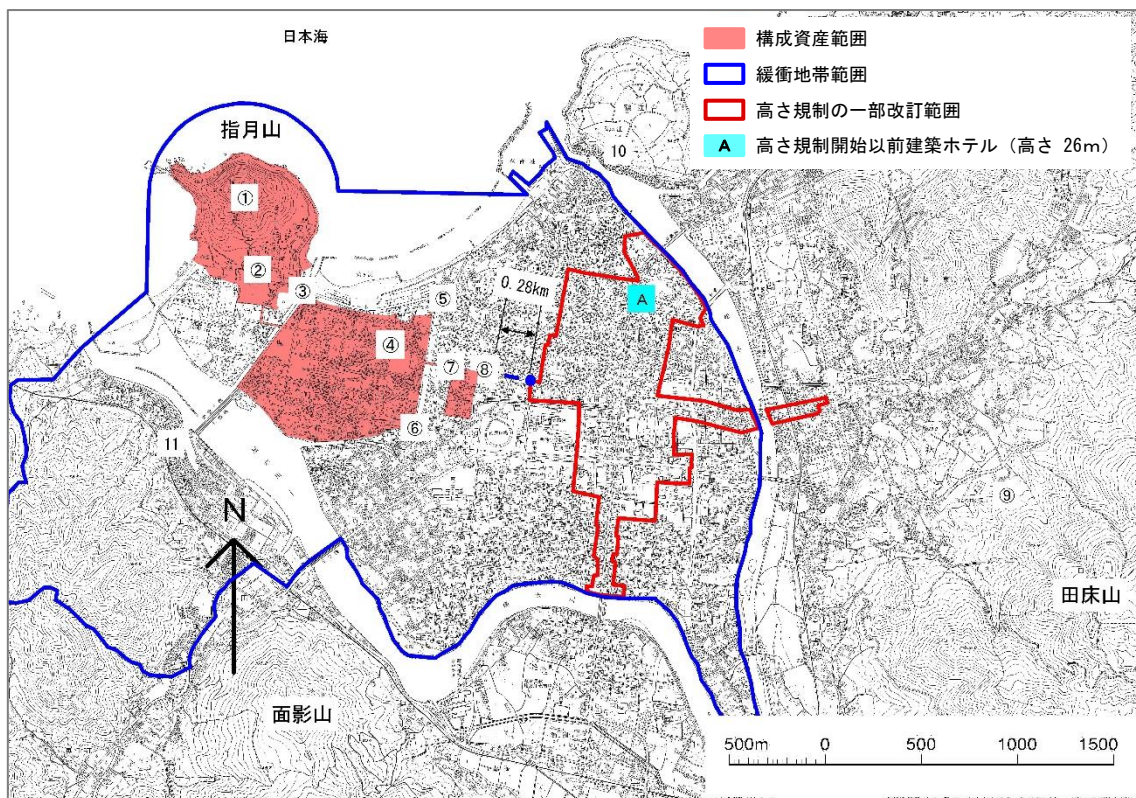 日本海
構成資産範囲
緩衝地帯範囲
高さ規制の一部改訂範囲
A 高さ規制開始以前建築ホテル（高さ 26m）
指月山
10
①
②
③
0.28km
⑤
A
④
⑦
⑧
⑥
11
N
⑨
田床山
面影山
500m 0 500 1000 1500